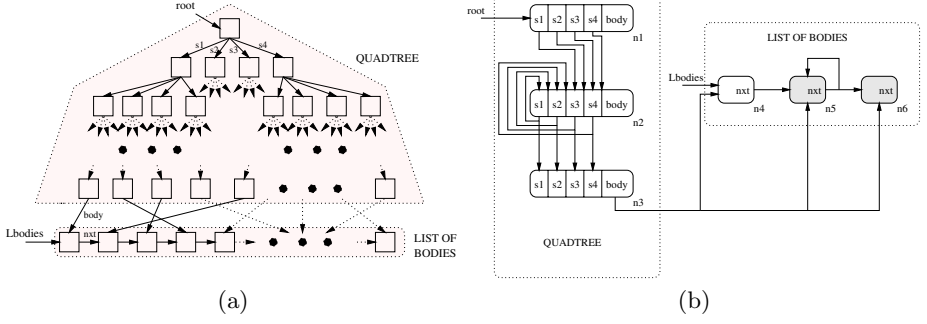 root
s1 s2 s3 s4
QUADTREE
body
Lbodies
nxt
LIST OF
BODIES
(a)
root
s1 s2 s3 s4 body
n1
s1 s2 s3 s4 body
n2
s1 s2 s3 s4 body
n3
QUADTREE
LIST OF BODIES
Lbodies
nxt nxt nxt
n4 n5 n6
(b)